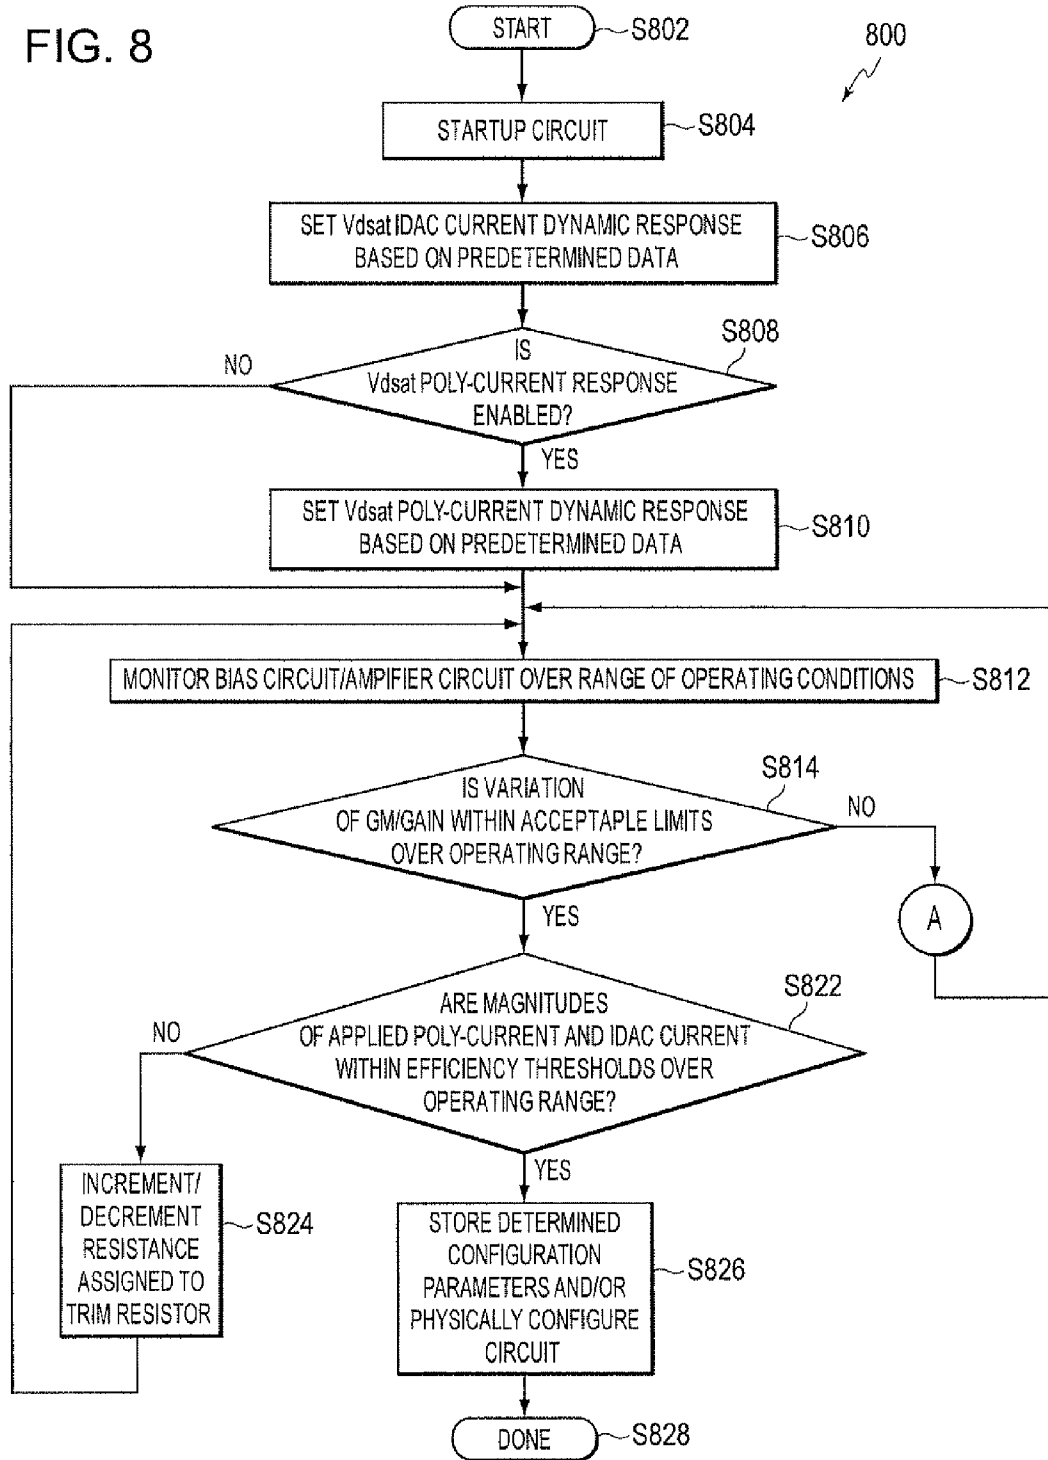 FIG. 8
800
START
S802
STARTUP CIRCUIT
S804
SET Vdsat IDAC CURRENT DYNAMIC RESPONSE
BASED ON PREDETERMINED DATA
S806
IS
Vdsat POLY-CURRENT RESPONSE
ENABLED?
S808
NO
YES
SET Vdsat POLY-CURRENT DYNAMIC RESPONSE
BASED ON PREDETERMINED DATA
S810
MONITOR BIAS CIRCUIT/AMPIFIER CIRCUIT OVER RANGE OF OPERATING CONDITIONS
S812
IS VARIATION
OF GM/GAIN WITHIN ACCEPTABLE LIMITS
OVER OPERATING RANGE?
S814
NO
A
YES
ARE MAGNITUDES
OF APPLIED POLY-CURRENT AND IDAC CURRENT
WITHIN EFFICIENCY THRESHOLDS OVER
OPERATING RANGE?
S822
NO
YES
INCREMENT/
DECREMENT
RESISTANCE
ASSIGNED TO
TRIM RESISTOR
S824
STORE DETERMINED
CONFIGURATION
PARAMETERS AND/OR
PHYSICALLY CONFIGURE
CIRCUIT
S826
DONE
S828